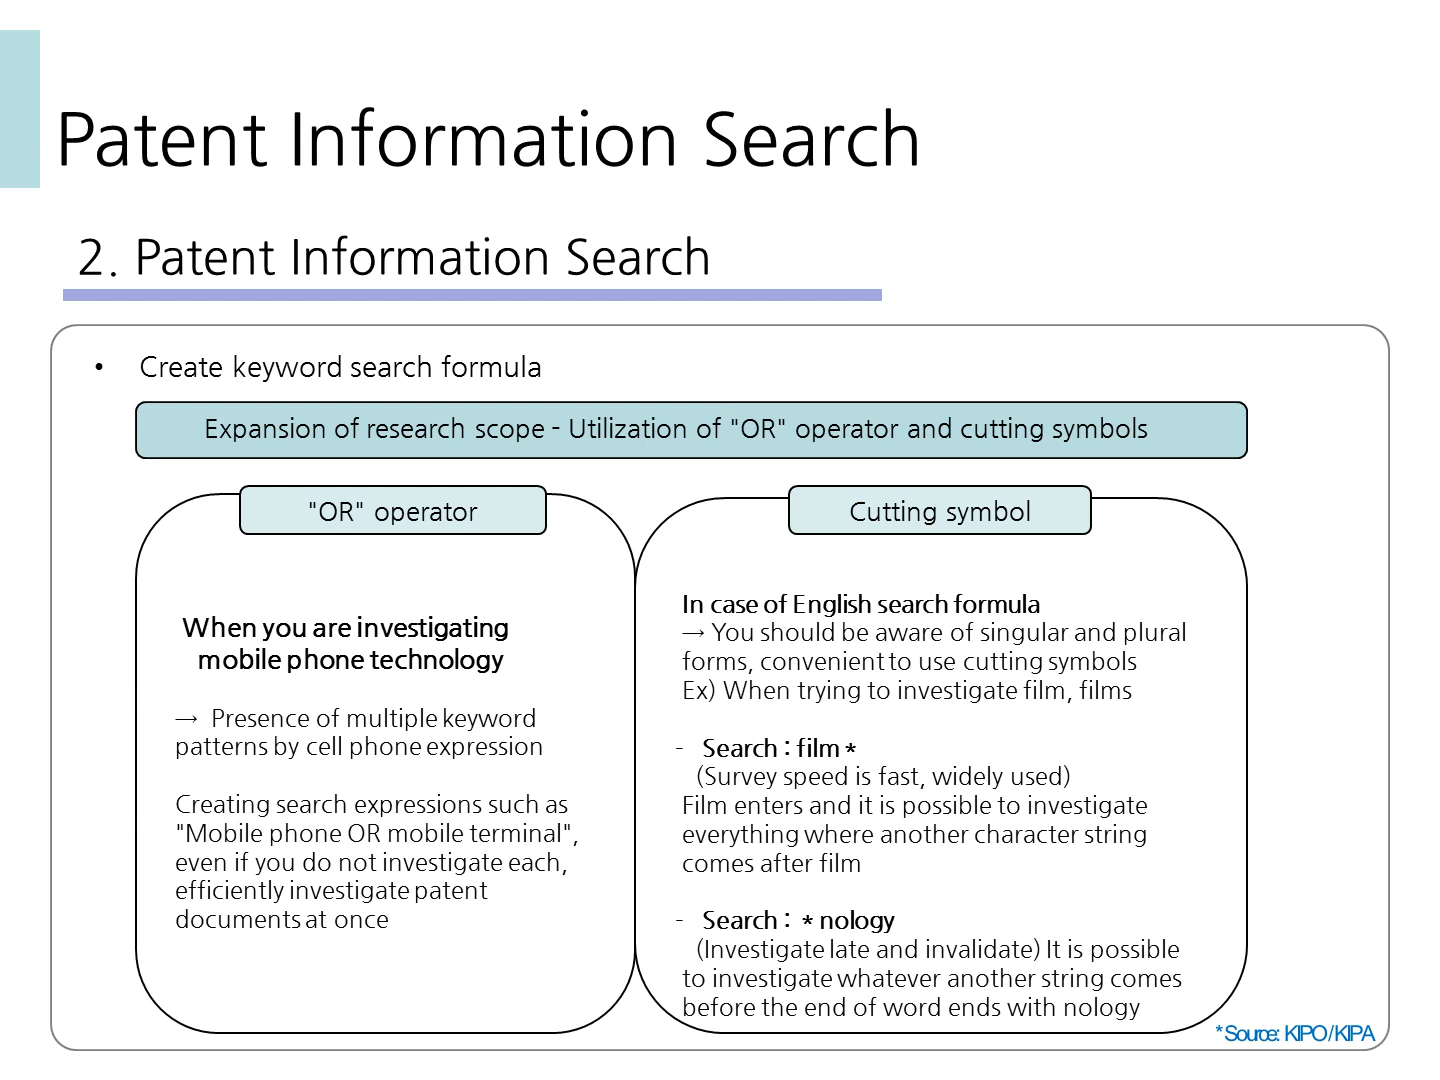 Patent Information Search
2. Patent Information Search
• Create keyword search formula
Expansion of research scope - Utilization of "OR" operator and cutting symbols
"OR" operator
When you are investigating
mobile phone technology
→ Presence of multiple keyword
patterns by cell phone expression
Creating search expressions such as
"Mobile phone OR mobile terminal",
even if you do not investigate each,
efficiently investigate patent
documents at once
Cutting symbol
In case of English search formula
→ You should be aware of singular and plural
forms, convenient to use cutting symbols
Ex) When trying to investigate film, films
- Search : film *
(Survey speed is fast, widely used)
Film enters and it is possible to investigate
everything where another character string
comes after film
- Search : * nology
(Investigate late and invalidate) It is possible
to investigate whatever another string comes
before the end of word ends with nology
*Source: KIPO/KIPA